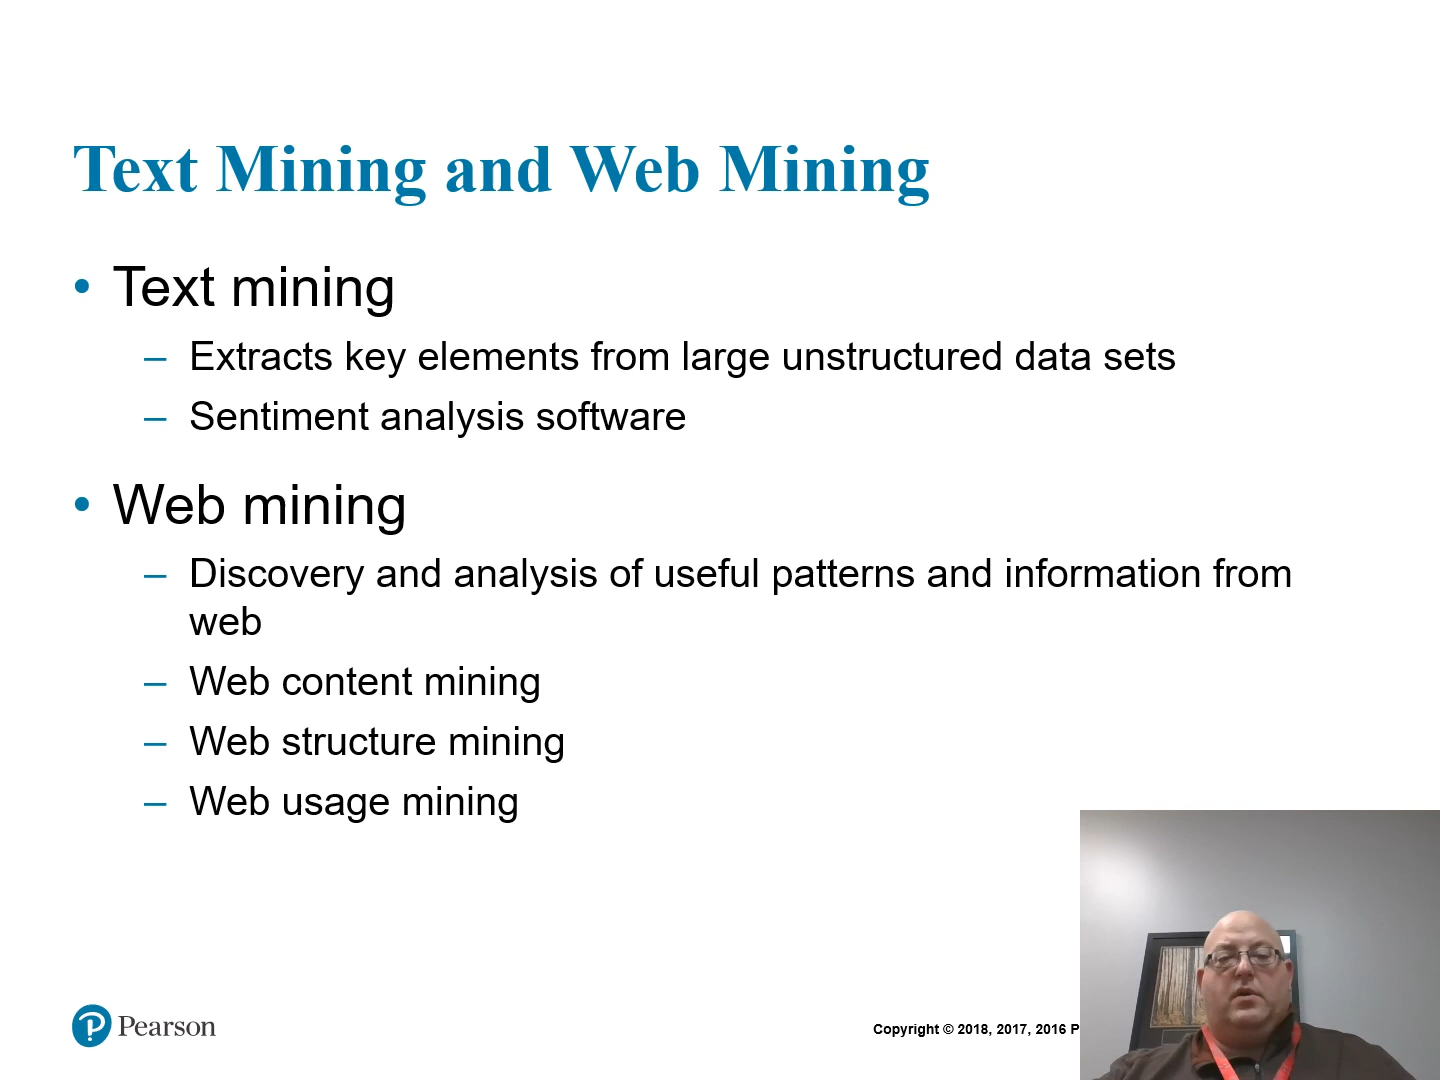 Text Mining and Web Mining
• Text mining
– Extracts key elements from large unstructured data sets
– Sentiment analysis software
• Web mining
– Discovery and analysis of useful patterns and information from
web
– Web content mining
– Web structure mining
– Web usage mining
Pearson
Copyright © 2018, 2017, 2016 P